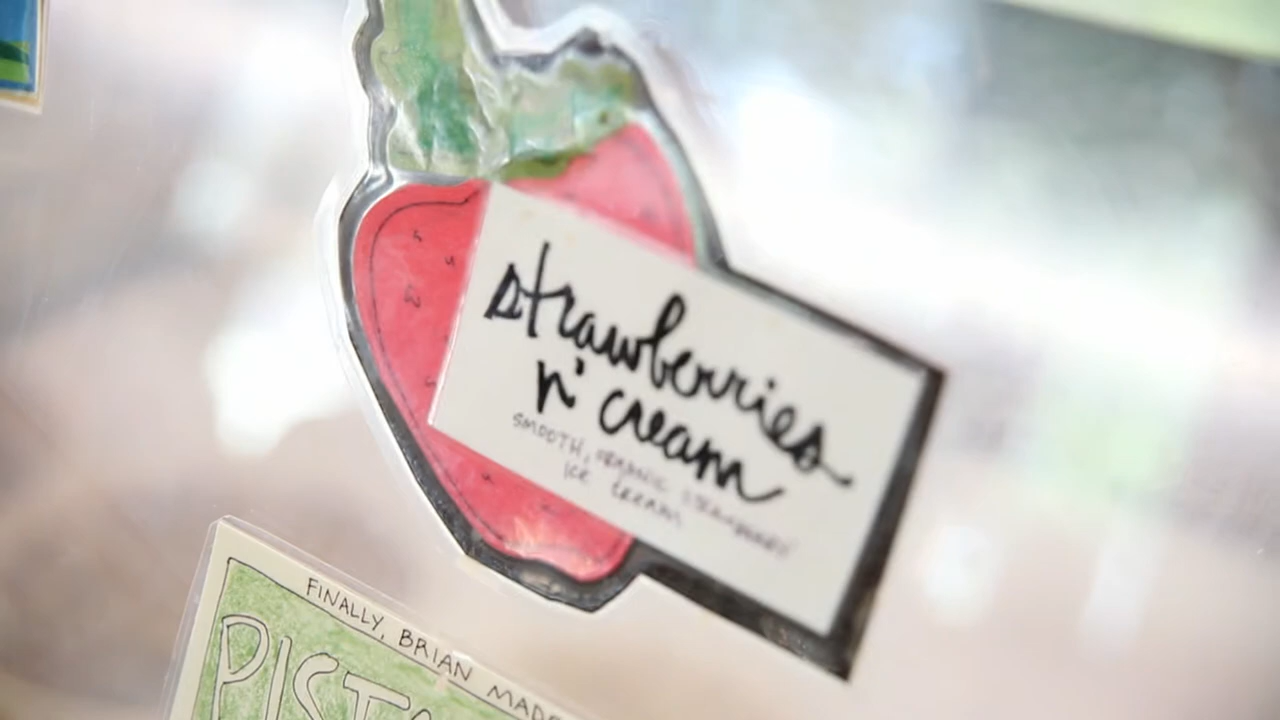 strawberries
n' cream
SMOOTH, ORGANIC STRAWBERRY
ICE CREAM
FINALLY, BRIAN MADE
PIST